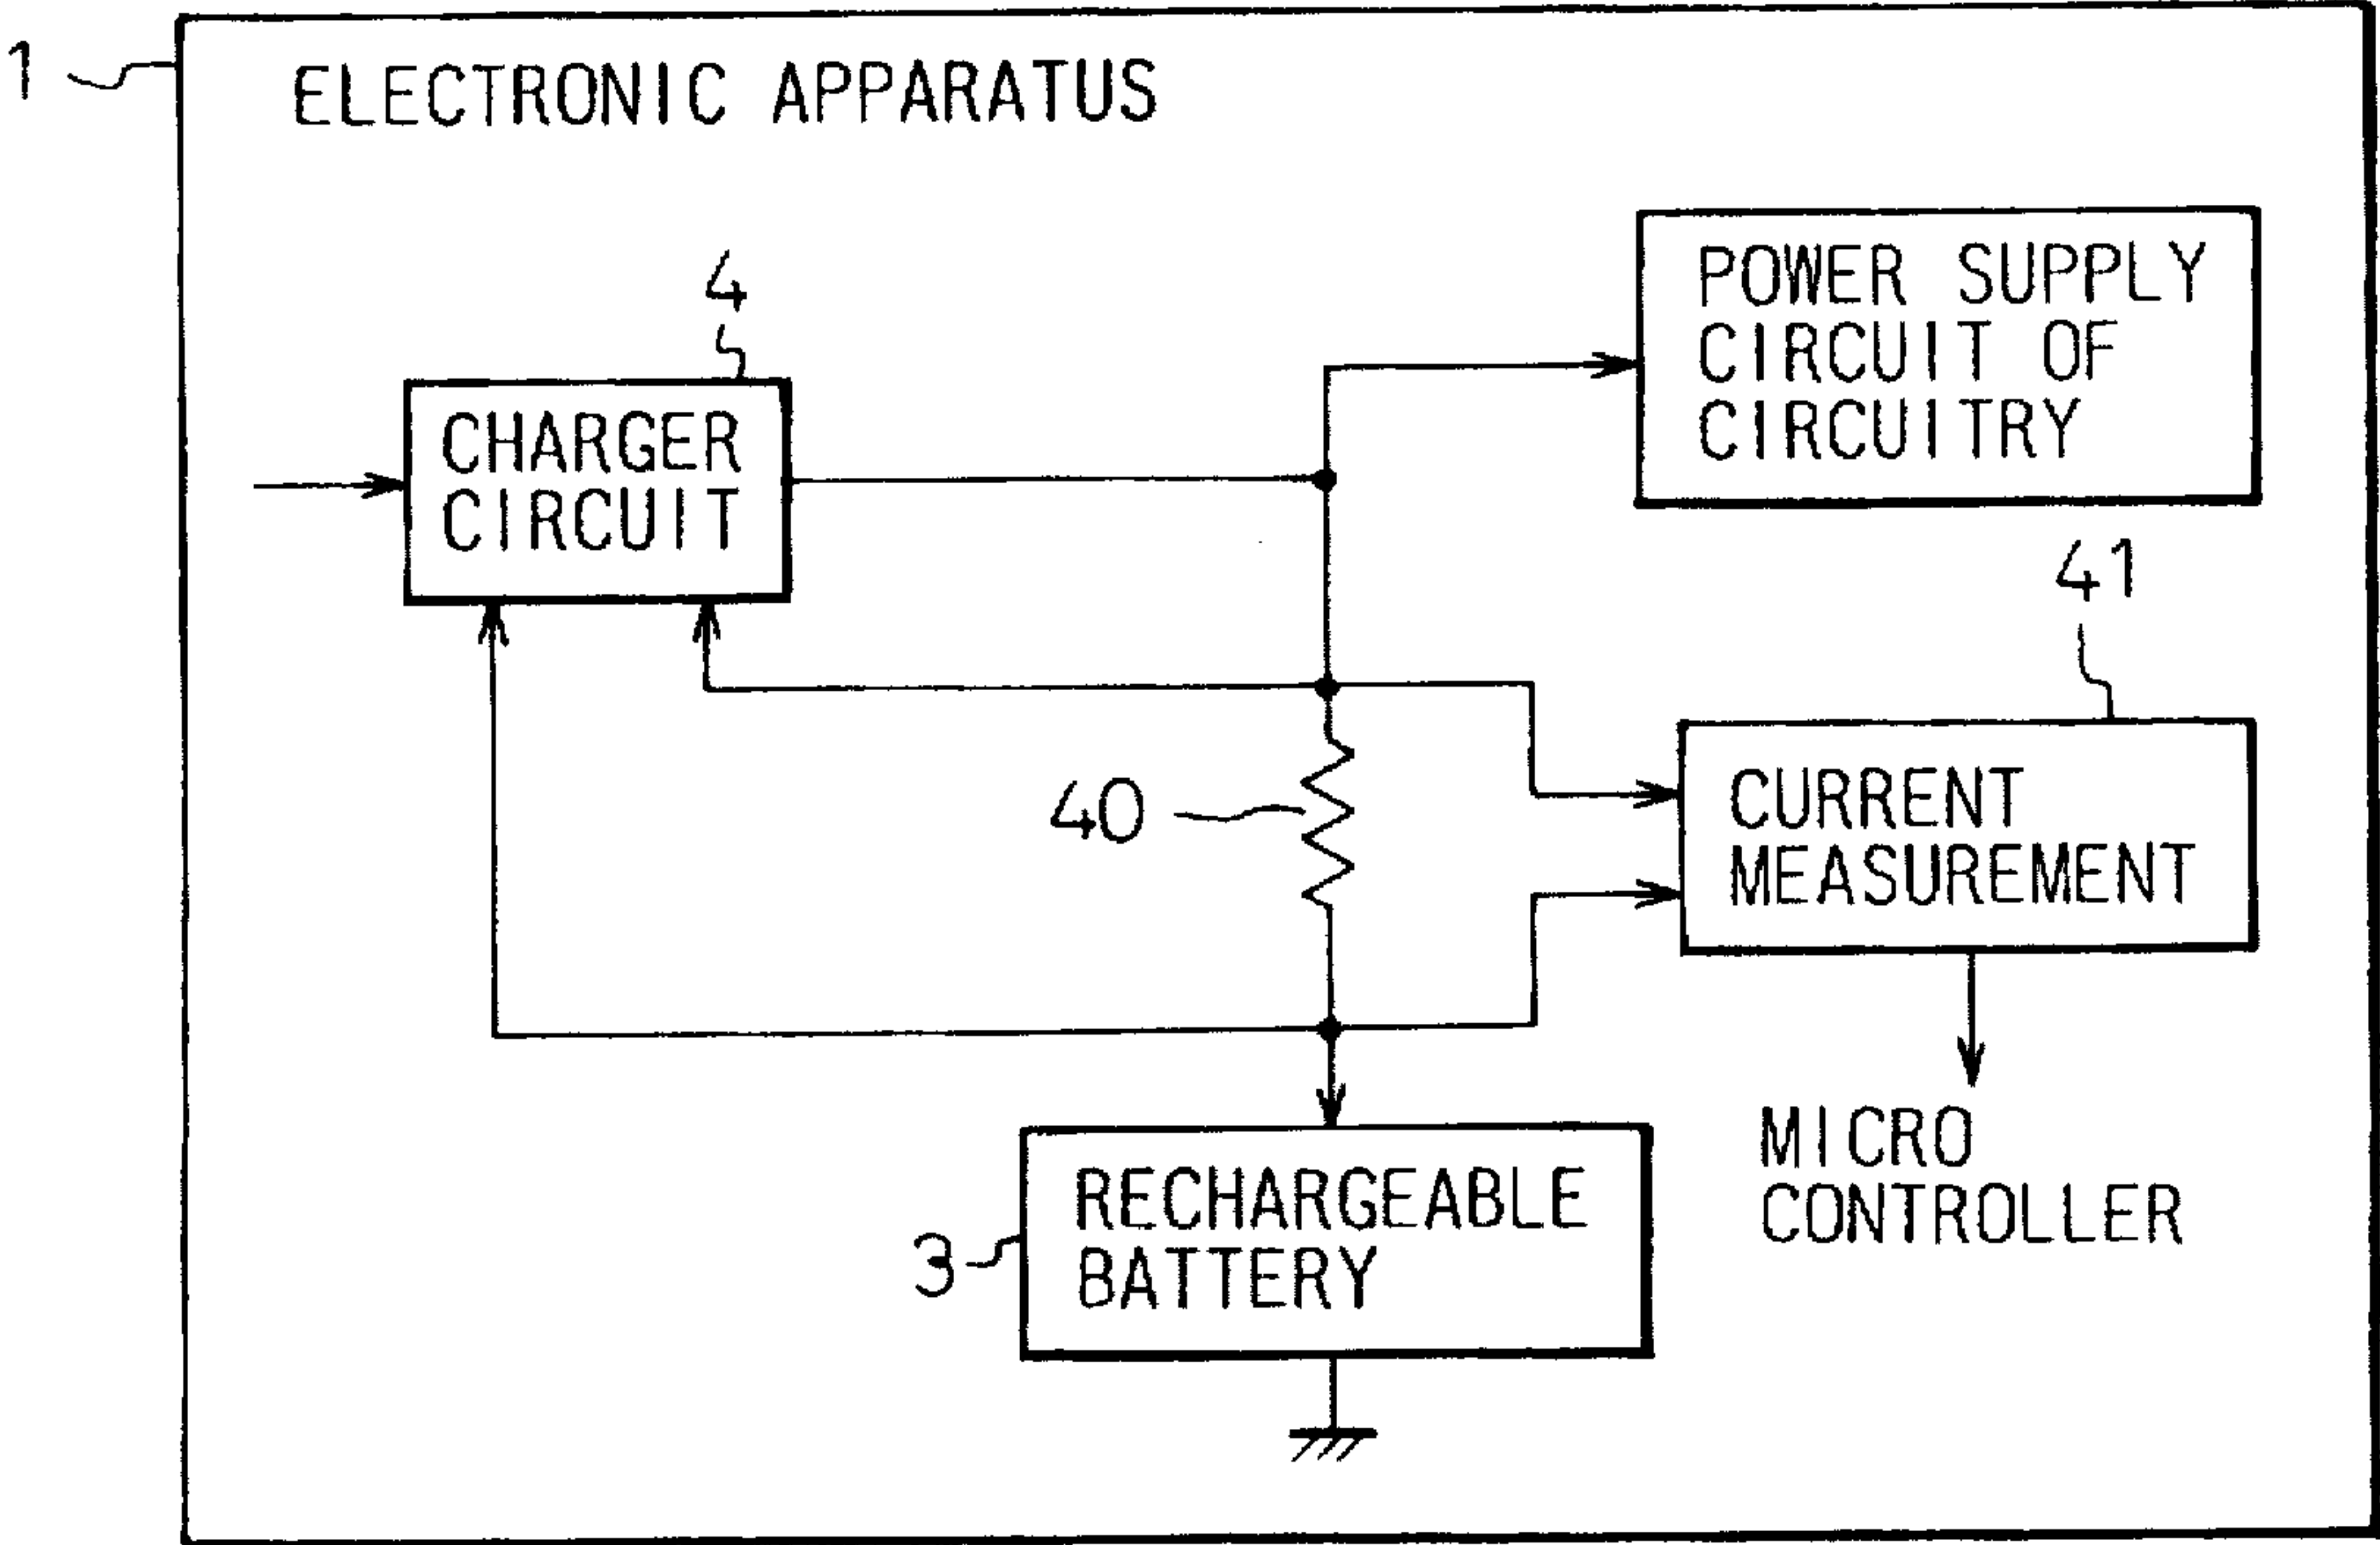 1
ELECTRONIC APPARATUS
POWER SUPPLY
CIRCUIT OF
CIRCUITRY
4
CHARGER
CIRCUIT
41
40
CURRENT
MEASUREMENT
MICRO
CONTROLLER
3
RECHARGEABLE
BATTERY